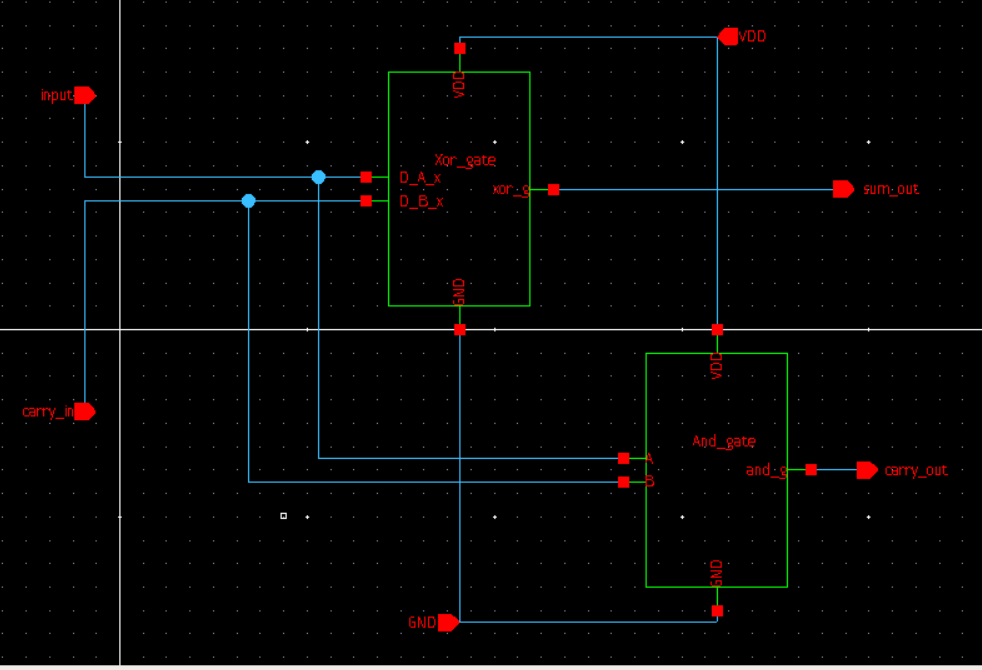 VDD
input
VDD
Xor_gate
D_A_x
xor_g
sum_out
D_B_x
GND
VDD
carry_in
And_gate
A
and_g
carry_out
B
GND
GND